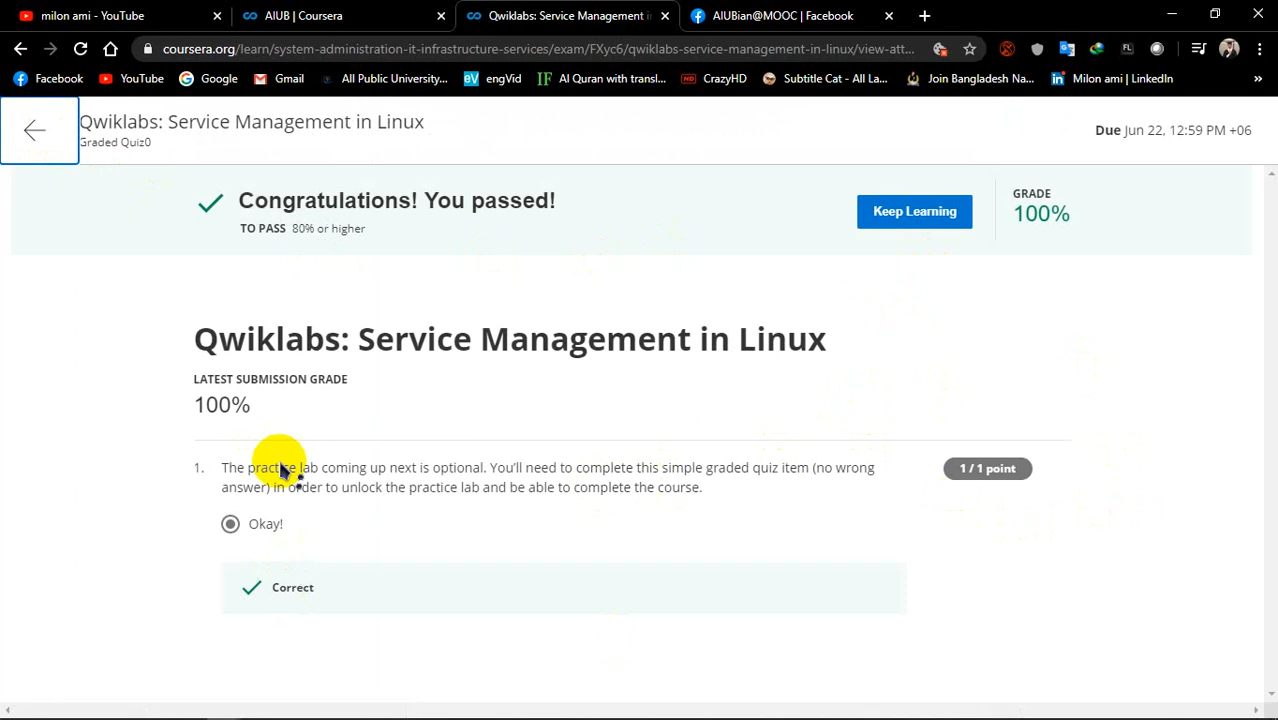 milon ami - YouTube
AIUB | Coursera
Qwiklabs: Service Management i
AIUBian@MOOC | Facebook
coursera.org/learn/system-administration-it-infrastructure-services/exam/FXyc6/qwiklabs-service-management-in-linux/view-att...
Facebook
YouTube
Google
Gmail
All Public University...
engVid
Al Quran with transl...
CrazyHD
Subtle Cat - All La...
Join Bangladesh Na...
Milon ami | LinkedIn
Qwiklabs: Service Management in Linux
Graded Quiz0
Due Jun 22, 12:59 PM +06
Congratulations! You passed!
TO PASS 80% or higher
Keep Learning
GRADE
100%
Qwiklabs: Service Management in Linux
LATEST SUBMISSION GRADE
100%
1. The practice lab coming up next is optional. You'll need to complete this simple graded quiz item (no wrong
answer) in order to unlock the practice lab and be able to complete the course.
1 / 1 point
Okay!
Correct